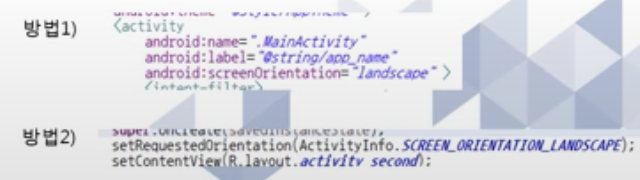 방법1)
android:theme="@style/AppTheme" >
<activity
android:name=".MainActivity"
android:label="@string/app_name"
android:screenOrientation="landscape" >
<intent-filter>
방법2)
super.onCreate(savedInstanceState);
setRequestedOrientation(ActivityInfo.SCREEN_ORIENTATION_LANDSCAPE);
setContentView(R.layout.activity_second);